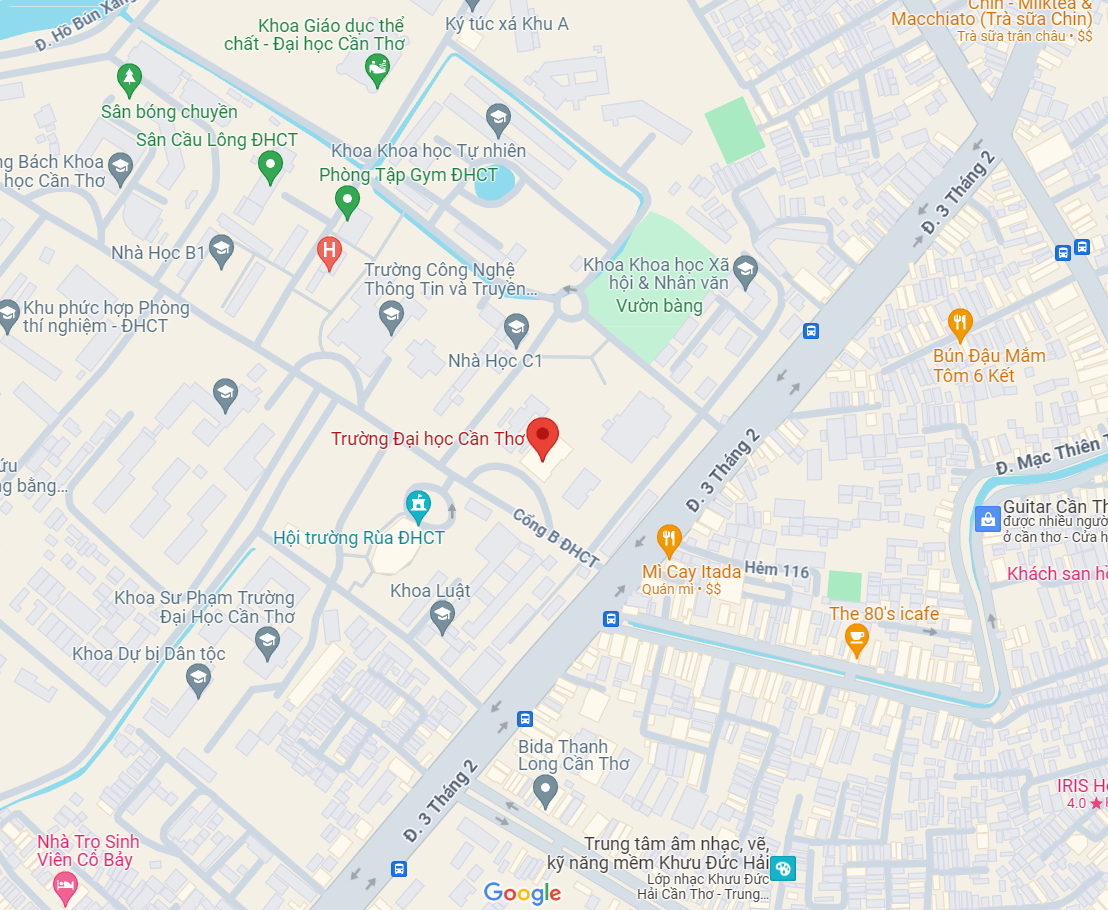 Đ. Hồ Bún Xáng
Khoa Giáo dục thể
chất - Đại học Cần Thơ
Ký túc xá Khu A
Chin - Milktea &
Macchiato (Trà sữa Chin)
Trà sữa trân châu • $$
Sân bóng chuyền
Sân Cầu Lông ĐHCT
Khoa Khoa học Tự nhiên
ng Bách Khoa
học Cần Thơ
Phòng Tập Gym ĐHCT
Đ. 3 Tháng 2
Nhà Học B1
H
Trường Công Nghệ
Thông Tin và Truyền...
Khoa Khoa học Xã
hội & Nhân văn
Vườn bàng
Khu phức hợp Phòng
thí nghiệm - ĐHCT
Nhà Học C1
Bún Đậu Mắm
Tôm 6 Kết
Trường Đại học Cần Thơ
Đ. 3 Tháng 2
Đ. Mạc Thiên T
ứu
ng bằng...
Guitar Cần Th
được nhiều ngườ
ở cần thơ - Cửa h
Cổng B ĐHCT
Hội trường Rùa ĐHCT
Mì Cay Itada
Quán mì • $$
Hẻm 116
Khách sạn hồ
Khoa Luật
Khoa Sư Phạm Trường
Đại Học Cần Thơ
The 80's icafe
Khoa Dự bị Dân tộc
Bida Thanh
Long Cần Thơ
Đ. 3 Tháng 2
IRIS H
4.0 ★
Nhà Trọ Sinh
Viên Cô Bảy
Trung tâm âm nhạc, vẽ,
kỹ năng mềm Khưu Đức Hải
Lớp nhạc Khưu Đức
Hải Cần Thơ - Trung...
Google